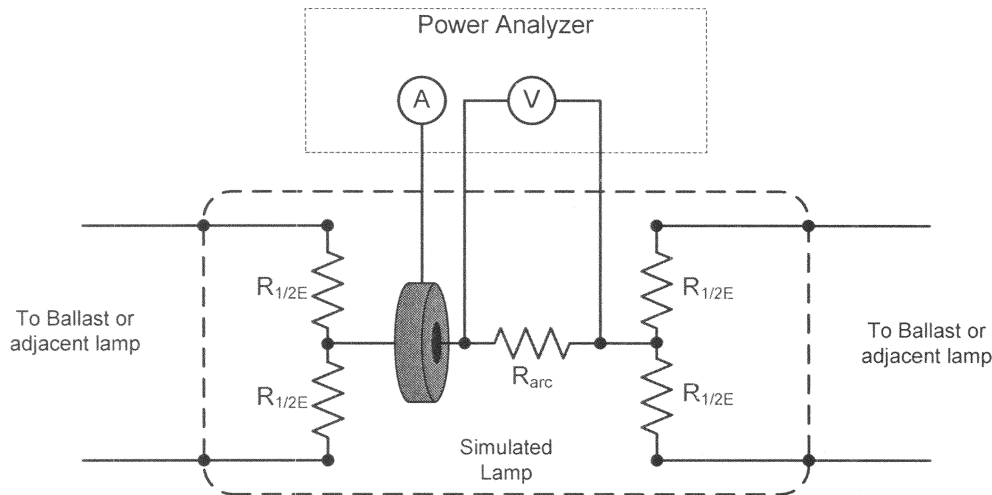 Power Analyzer
A
V
R1/2E
R1/2E
To Ballast or
adjacent lamp
To Ballast or
adjacent lamp
Rarc
R1/2E
R1/2E
Simulated
Lamp